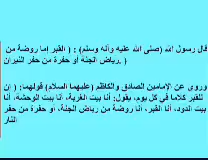 قال رسول الله (صلى الله عليه وآله وسلم) : ( القبر إما روضة من
رياض الجنة أو حفرة من حفر النيران. )
وروي عن الإمامين الصادق والكاظم (عليهما السلام) قولهما: ( إن
للقبر كلاما في كل يوم، يقول: أنا بيت الغربة، أنا بيت الوحشة، أنا
بيت الدود، أنا القبر، أنا روضة من رياض الجنة، أو حفرة من حفر
النار